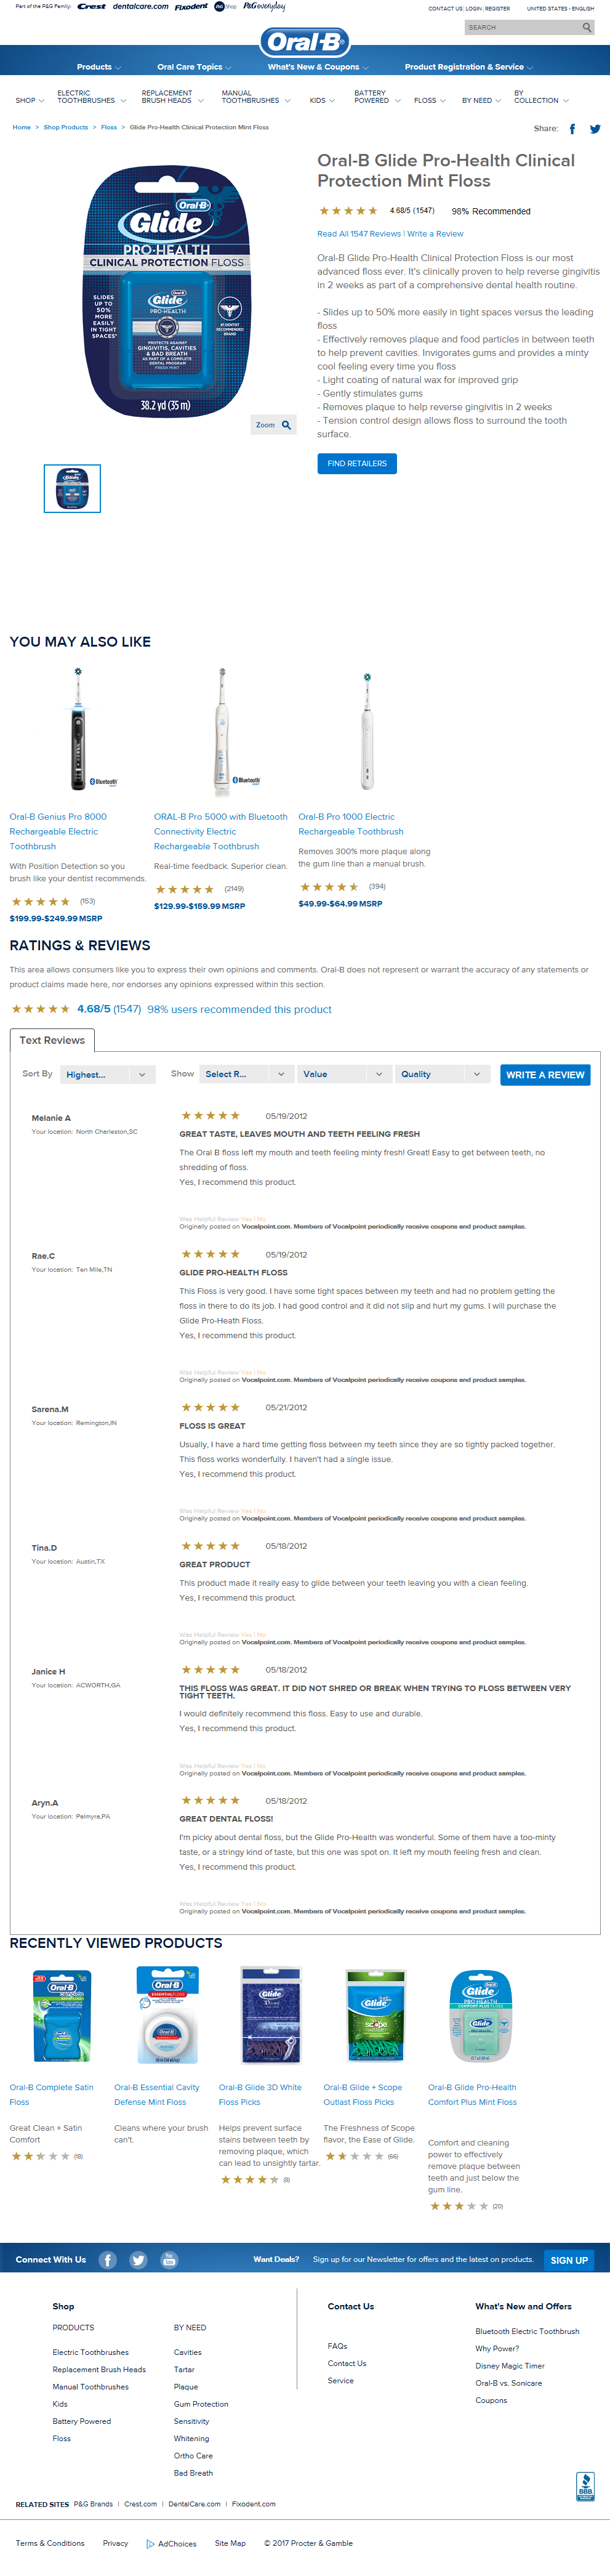 Part of the P&G Family:
Crest
dentalcare.com
Fixodent
P&G Shop
P&G everyday
CONTACT US | LOGIN | REGISTER
UNITED STATES - ENGLISH
SEARCH
Oral-B
Products
Oral Care Topics
What's New & Coupons
Product Registration & Service
SHOP
ELECTRIC TOOTHBRUSHES
REPLACEMENT BRUSH HEADS
MANUAL TOOTHBRUSHES
KIDS
BATTERY POWERED
FLOSS
BY NEED
BY COLLECTION
Home > Shop Products > Floss > Glide Pro-Health Clinical Protection Mint Floss
Share:
Oral-B
Glide
PRO-HEALTH
CLINICAL PROTECTION FLOSS
SLIDES
UP TO
50%
MORE
EASILY
IN TIGHT
SPACES*
Glide
PRO-HEALTH
PROTECTS AGAINST
GINGIVITIS, CAVITIES
& BAD BREATH
AS PART OF A COMPLETE
DENTAL PROGRAM
FRESH MINT
#1 DENTIST
RECOMMENDED
BRAND
38.2 yd (35 m)
Zoom
Oral-B Glide Pro-Health Clinical
Protection Mint Floss
4.68/5 (1547) 98% Recommended
Read All 1547 Reviews | Write a Review
Oral-B Glide Pro-Health Clinical Protection Floss is our most
advanced floss ever. It's clinically proven to help reverse gingivitis
in 2 weeks as part of a comprehensive dental health routine.
- Slides up to 50% more easily in tight spaces versus the leading
floss
- Effectively removes plaque and food particles in between teeth
to help prevent cavities. Invigorates gums and provides a minty
cool feeling every time you floss
- Light coating of natural wax for improved grip
- Gently stimulates gums
- Removes plaque to help reverse gingivitis in 2 weeks
- Tension control design allows floss to surround the tooth
surface.
FIND RETAILERS
YOU MAY ALSO LIKE
Bluetooth
Bluetooth
Oral-B Genius Pro 8000
Rechargeable Electric
Toothbrush
With Position Detection so you
brush like your dentist recommends.
(153)
$199.99-$249.99 MSRP
ORAL-B Pro 5000 with Bluetooth
Connectivity Electric
Rechargeable Toothbrush
Real-time feedback. Superior clean.
(2149)
$129.99-$159.99 MSRP
Oral-B Pro 1000 Electric
Rechargeable Toothbrush
Removes 300% more plaque along
the gum line than a manual brush.
(394)
$49.99-$64.99 MSRP
RATINGS & REVIEWS
This area allows consumers like you to express their own opinions and comments. Oral-B does not represent or warrant the accuracy of any statements or
product claims made here, nor endorses any opinions expressed within this section.
4.68/5 (1547) 98% users recommended this product
Text Reviews
Sort By
Highest...
Show
Select R...
Value
Quality
WRITE A REVIEW
Melanie A
Your location: North Charleston,SC
05/19/2012
GREAT TASTE, LEAVES MOUTH AND TEETH FEELING FRESH
The Oral B floss left my mouth and teeth feeling minty fresh! Great! Easy to get between teeth, no
shredding of floss.
Yes, I recommend this product.
Was Helpful Review Yes | No
Originally posted on Vocalpoint.com. Members of Vocalpoint periodically receive coupons and product samples.
Rae.C
Your location: Ten Mile,TN
05/19/2012
GLIDE PRO-HEALTH FLOSS
This Floss is very good. I have some tight spaces between my teeth and had no problem getting the
floss in there to do its job. I had good control and it did not slip and hurt my gums. I will purchase the
Glide Pro-Heath Floss.
Yes, I recommend this product.
Was Helpful Review Yes | No
Originally posted on Vocalpoint.com. Members of Vocalpoint periodically receive coupons and product samples.
Sarena.M
Your location: Remington,IN
05/21/2012
FLOSS IS GREAT
Usually, I have a hard time getting floss between my teeth since they are so tightly packed together.
This floss works wonderfully. I haven't had a single issue.
Yes, I recommend this product.
Was Helpful Review Yes | No
Originally posted on Vocalpoint.com. Members of Vocalpoint periodically receive coupons and product samples.
Tina.D
Your location: Austin,TX
05/18/2012
GREAT PRODUCT
This product made it really easy to glide between your teeth leaving you with a clean feeling.
Yes, I recommend this product.
Was Helpful Review Yes | No
Originally posted on Vocalpoint.com. Members of Vocalpoint periodically receive coupons and product samples.
Janice H
Your location: ACWORTH,GA
05/18/2012
THIS FLOSS WAS GREAT. IT DID NOT SHRED OR BREAK WHEN TRYING TO FLOSS BETWEEN VERY
TIGHT TEETH.
I would definitely recommend this floss. Easy to use and durable.
Yes, I recommend this product.
Was Helpful Review Yes | No
Originally posted on Vocalpoint.com. Members of Vocalpoint periodically receive coupons and product samples.
Aryn.A
Your location: Palmyra,PA
05/18/2012
GREAT DENTAL FLOSS!
I'm picky about dental floss, but the Glide Pro-Health was wonderful. Some of them have a too-minty
taste, or a stringy kind of taste, but this one was spot on. It left my mouth feeling fresh and clean.
Yes, I recommend this product.
Was Helpful Review Yes | No
Originally posted on Vocalpoint.com. Members of Vocalpoint periodically receive coupons and product samples.
RECENTLY VIEWED PRODUCTS
Oral-B Complete Satin
Floss
Great Clean + Satin
Comfort
(18)
Oral-B Essential Cavity
Defense Mint Floss
Cleans where your brush
can't.
Oral-B Glide 3D White
Floss Picks
Helps prevent surface
stains between teeth by
removing plaque, which
can lead to unsightly tartar.
(8)
Oral-B Glide + Scope
Outlast Floss Picks
The Freshness of Scope
flavor, the Ease of Glide.
(66)
Oral-B Glide Pro-Health
Comfort Plus Mint Floss
Comfort and cleaning
power to effectively
remove plaque between
teeth and just below the
gum line.
(20)
Connect With Us
Want Deals?
Sign up for our Newsletter for offers and the latest on products.
SIGN UP
Shop
PRODUCTS
Electric Toothbrushes
Replacement Brush Heads
Manual Toothbrushes
Kids
Battery Powered
Floss
BY NEED
Cavities
Tartar
Plaque
Gum Protection
Sensitivity
Whitening
Ortho Care
Bad Breath
Contact Us
FAQs
Contact Us
Service
What's New and Offers
Bluetooth Electric Toothbrush
Why Power?
Disney Magic Timer
Oral-B vs. Sonicare
Coupons
BBB
RELATED SITES P&G Brands | Crest.com | DentalCare.com | Fixodent.com
Terms & Conditions
Privacy
AdChoices
Site Map
© 2017 Procter & Gamble